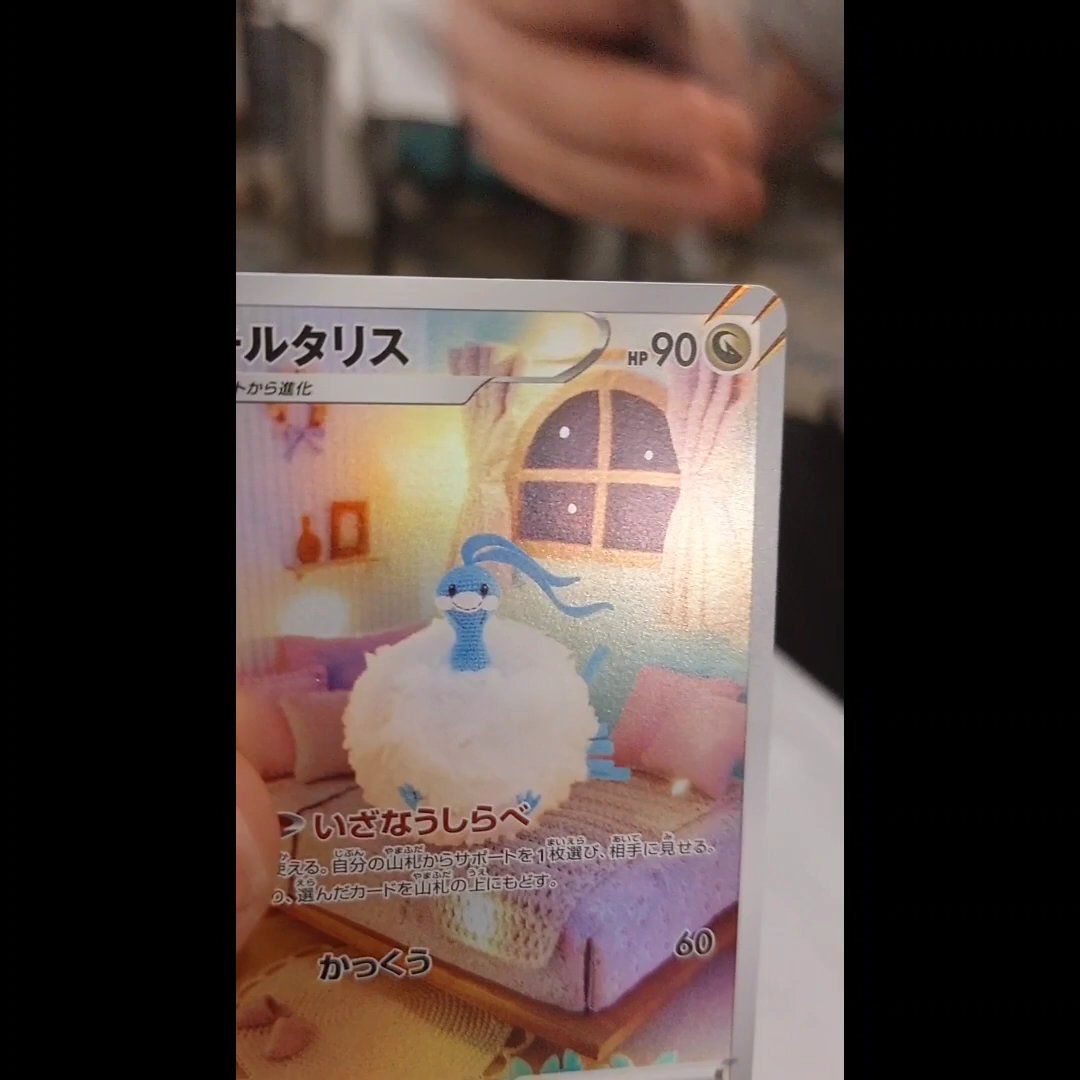 ルタリス HP 90
トから進化
いざなうしらべ
使える。自分の山札からサポートを1枚選び、相手に見せる。
り、選んだカードを山札の上にもどす。
かっくう 60